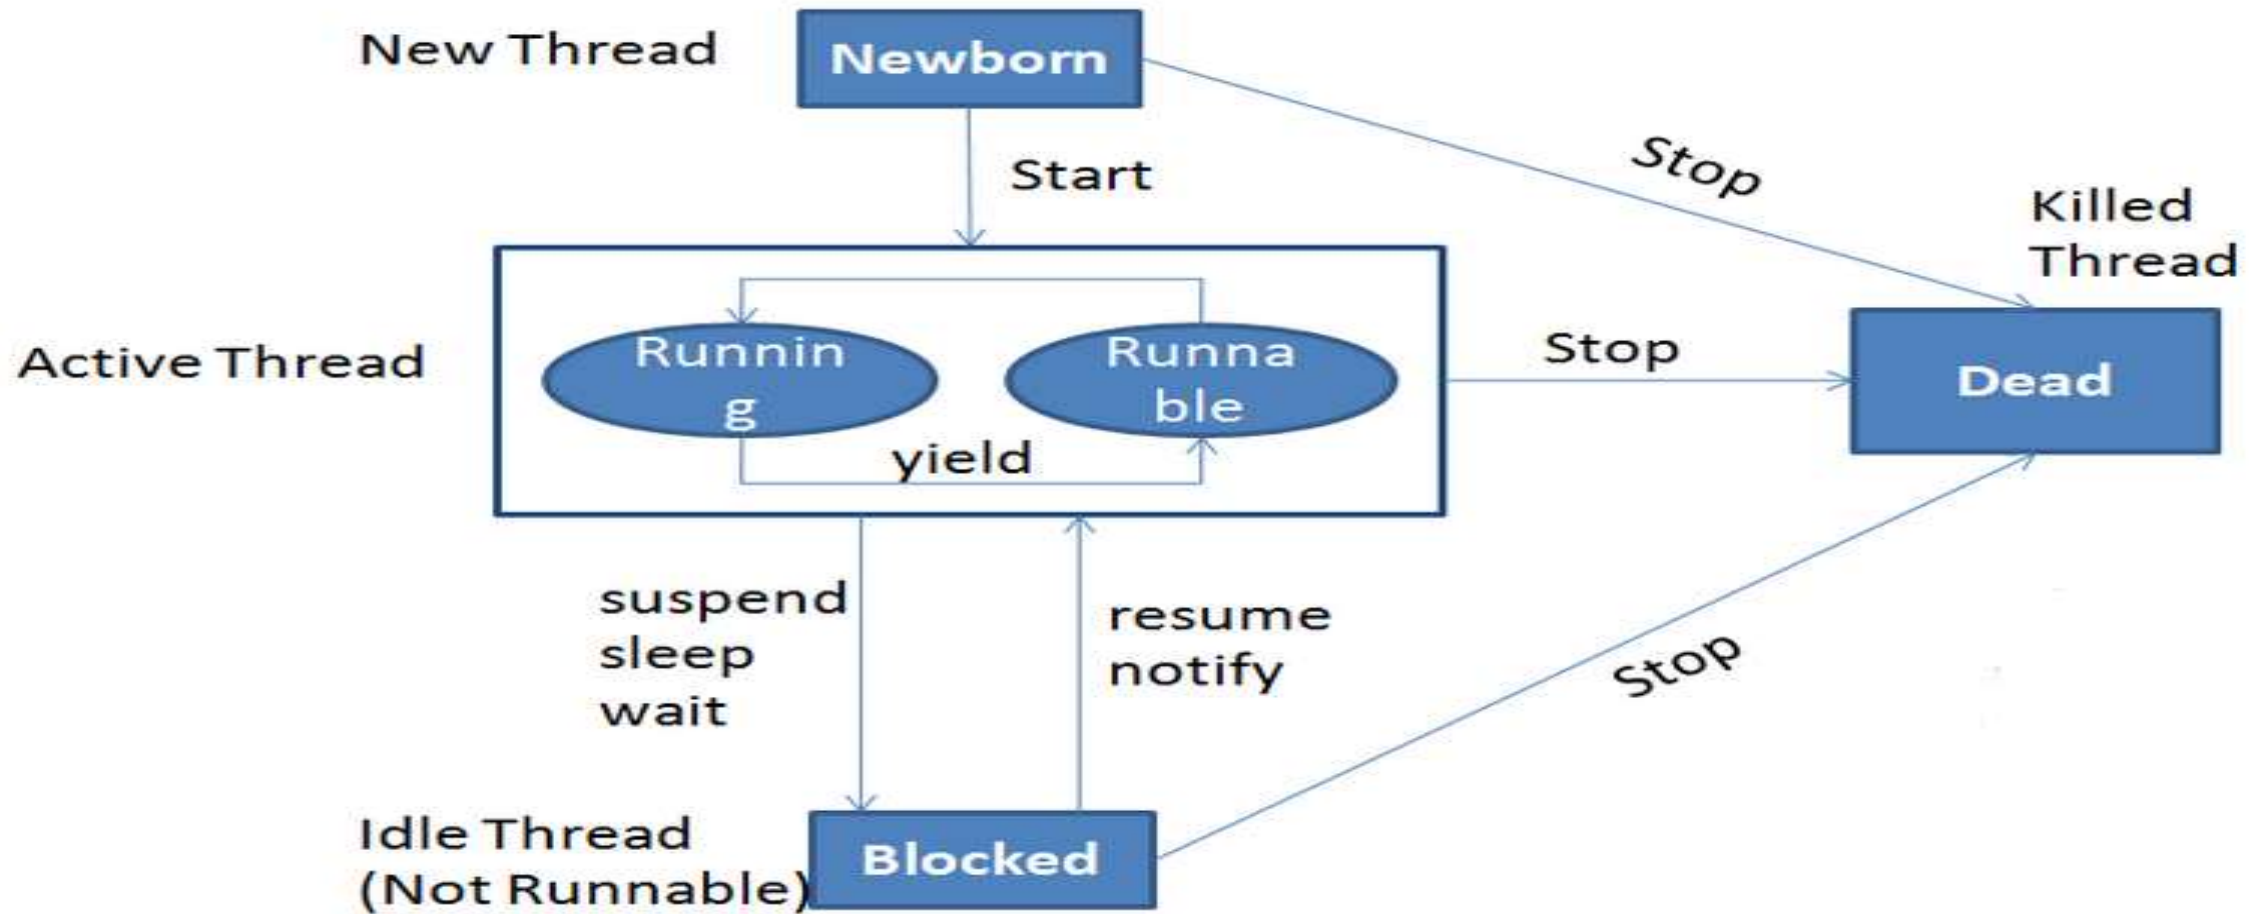 New Thread
Newborn
Start
Stop
Killed
Thread
Active Thread
Runnin
g
Runna
ble
yield
Stop
Dead
suspend
sleep
wait
resume
notify
Stop
Idle Thread
(Not Runnable)
Blocked